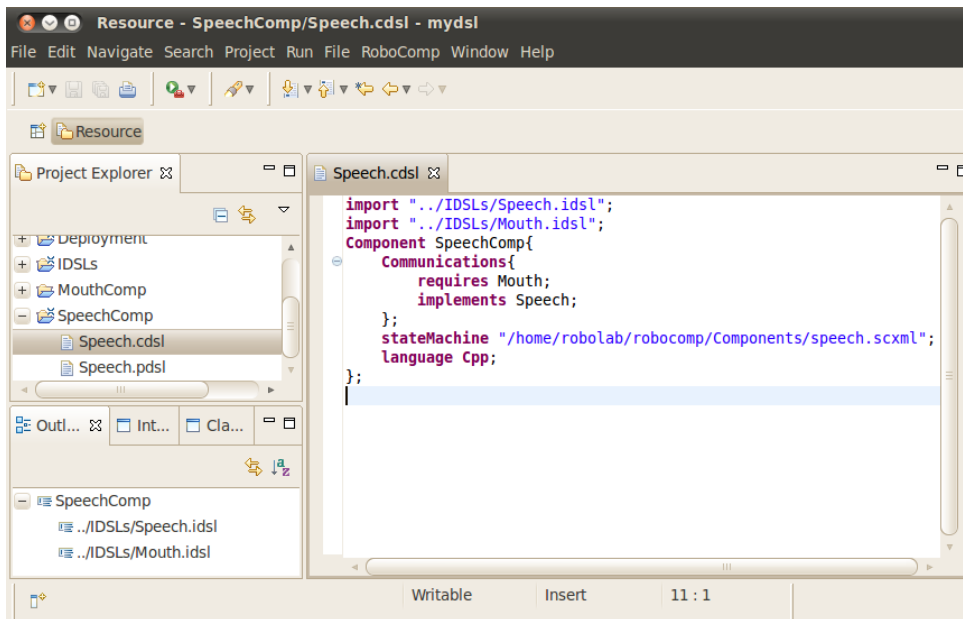 Resource - SpeechComp/Speech.cdsl - mydsl
File Edit Navigate Search Project Run File RoboComp Window Help
Resource
Project Explorer
Deployment
IDSLs
MouthComp
SpeechComp
Speech.cdsl
Speech.pdsl
Outl... Int... Cla...
SpeechComp
../IDSLs/Speech.idsl
../IDSLs/Mouth.idsl
Speech.cdsl
import "../IDSLs/Speech.idsl";
import "../IDSLs/Mouth.idsl";
Component SpeechComp{
Communications{
requires Mouth;
implements Speech;
};
stateMachine "/home/robolab/robocomp/Components/speech.scxml";
language Cpp;
};
Writable Insert 11 : 1